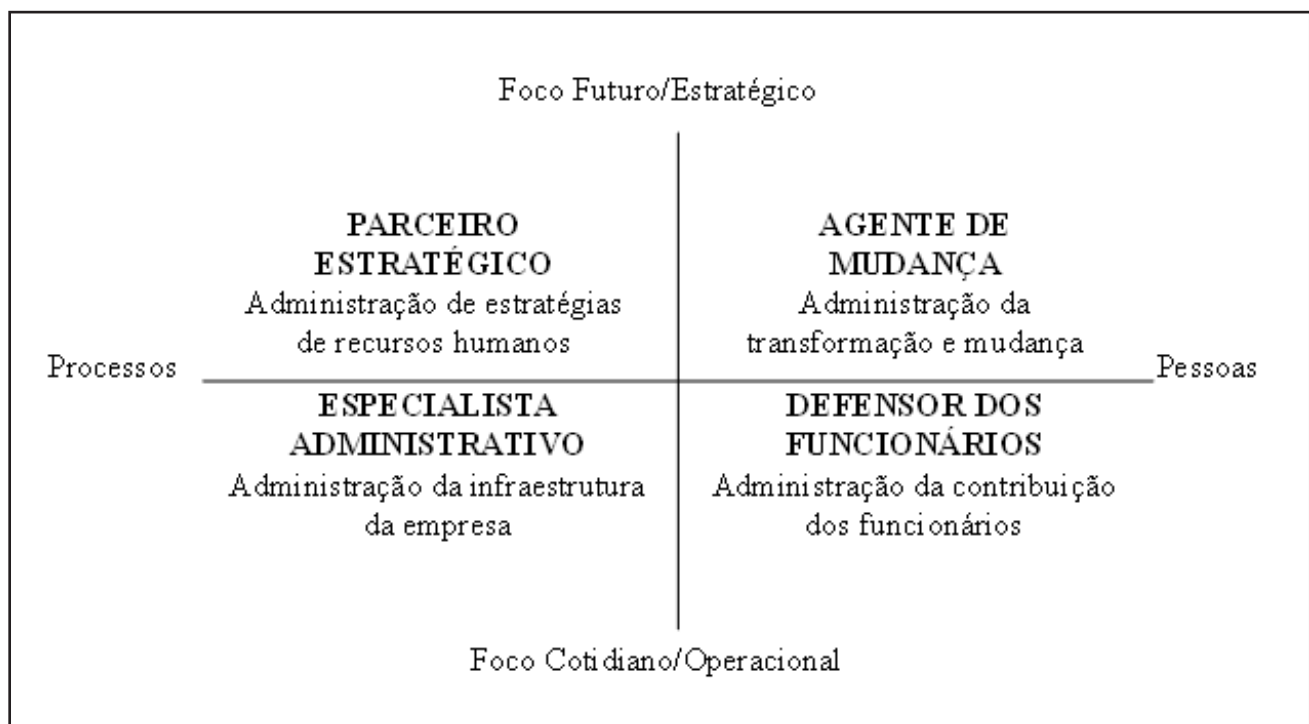 Foco Futuro/Estratégico
PARCEIRO
ESTRATÉGICO
Administração de estratégias
de recursos humanos
AGENTE DE
MUDANÇA
Administração da
transformação e mudança
Processos
Pessoas
ESPECIALISTA
ADMINISTRATIVO
Administração da infraestrutura
da empresa
DEFENSOR DOS
FUNCIONÁRIOS
Administração da contribuição
dos funcionários
Foco Cotidiano/Operacional